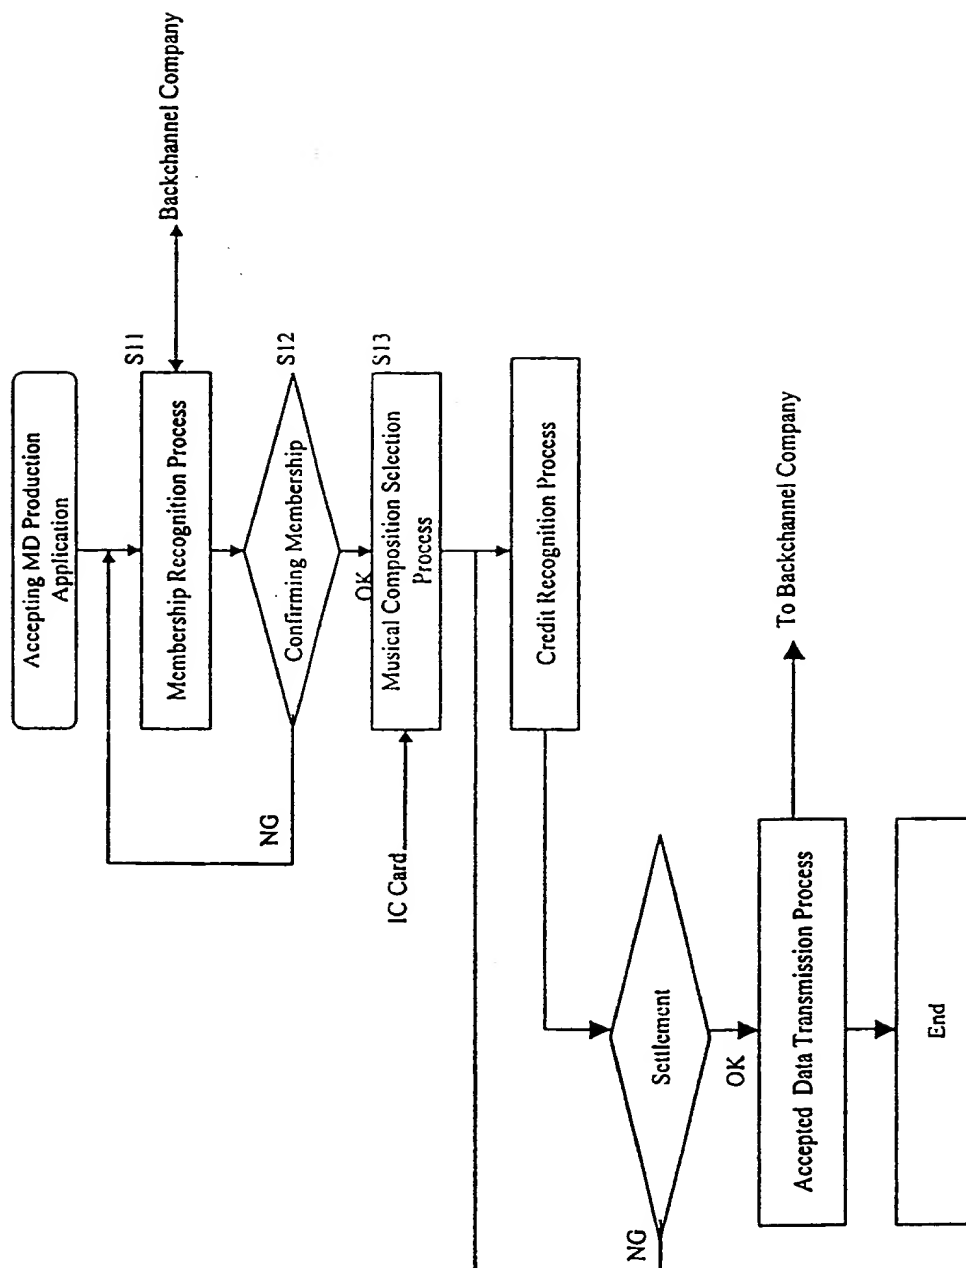 Accepting MD Production
Application
S11
Membership Recognition Process
Backchannel Company
S12
Confirming Membership
NG
OK
S13
Musical Composition Selection
Process
IC Card
Credit Recognition Process
Settlement
NG
OK
Accepted Data Transmission Process
To Backchannel Company
End